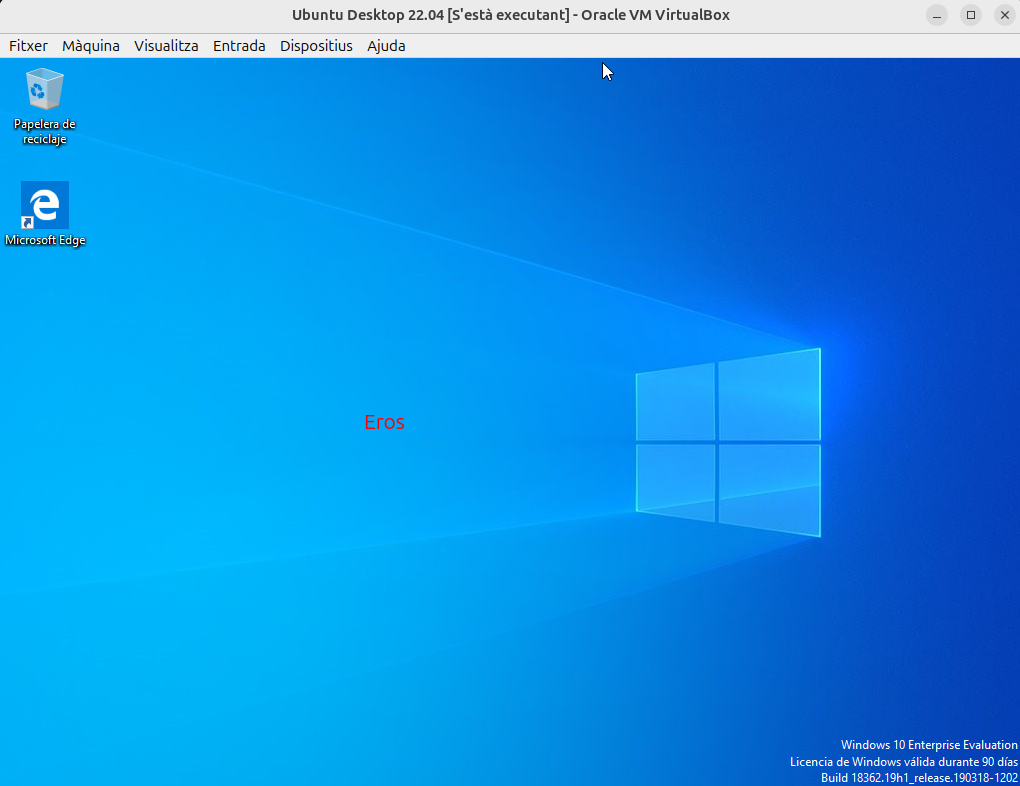 Ubuntu Desktop 22.04 [S'està executant] - Oracle VM VirtualBox
Fitxer Màquina Visualitza Entrada Dispositius Ajuda
Papelera de
reciclaje
Microsoft Edge
Eros
Windows 10 Enterprise Evaluation
Licencia de Windows válida durante 90 días
Build 18362.19h1_release.190318-1202